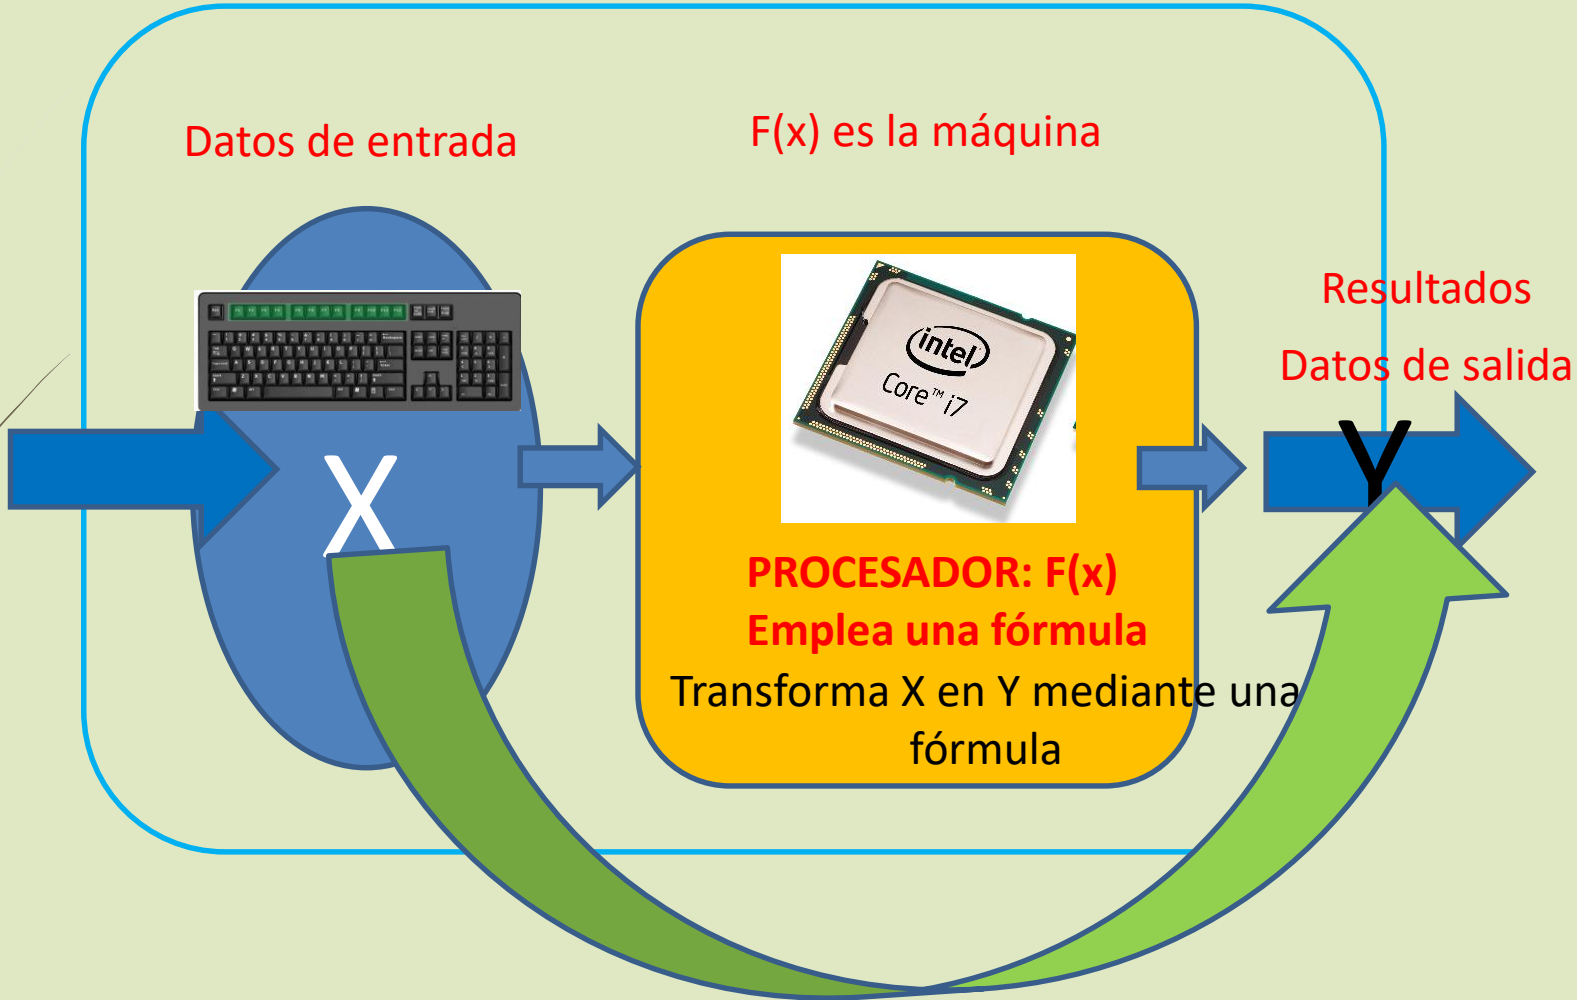 Datos de entrada
F(x) es la máquina
intel
Core™ i7
Resultados
Datos de salida
X
Y
PROCESADOR: F(x)
Emplea una fórmula
Transforma X en Y mediante una
fórmula